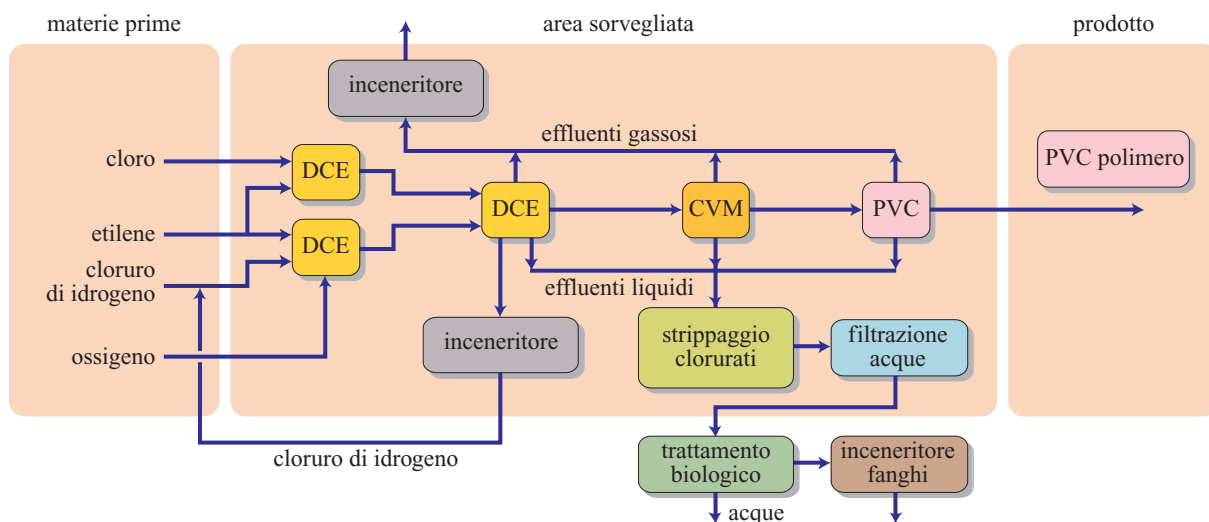 materie prime
area sorvegliata
prodotto
inceneritore
effluenti gassosi
cloro
DCE
PVC polimero
DCE
CVM
PVC
etilene
DCE
cloruro
di idrogeno
effluenti liquidi
ossigeno
inceneritore
strippaggio
clorurati
filtrazione
acque
cloruro di idrogeno
trattamento
biologico
inceneritore
fanghi
acque